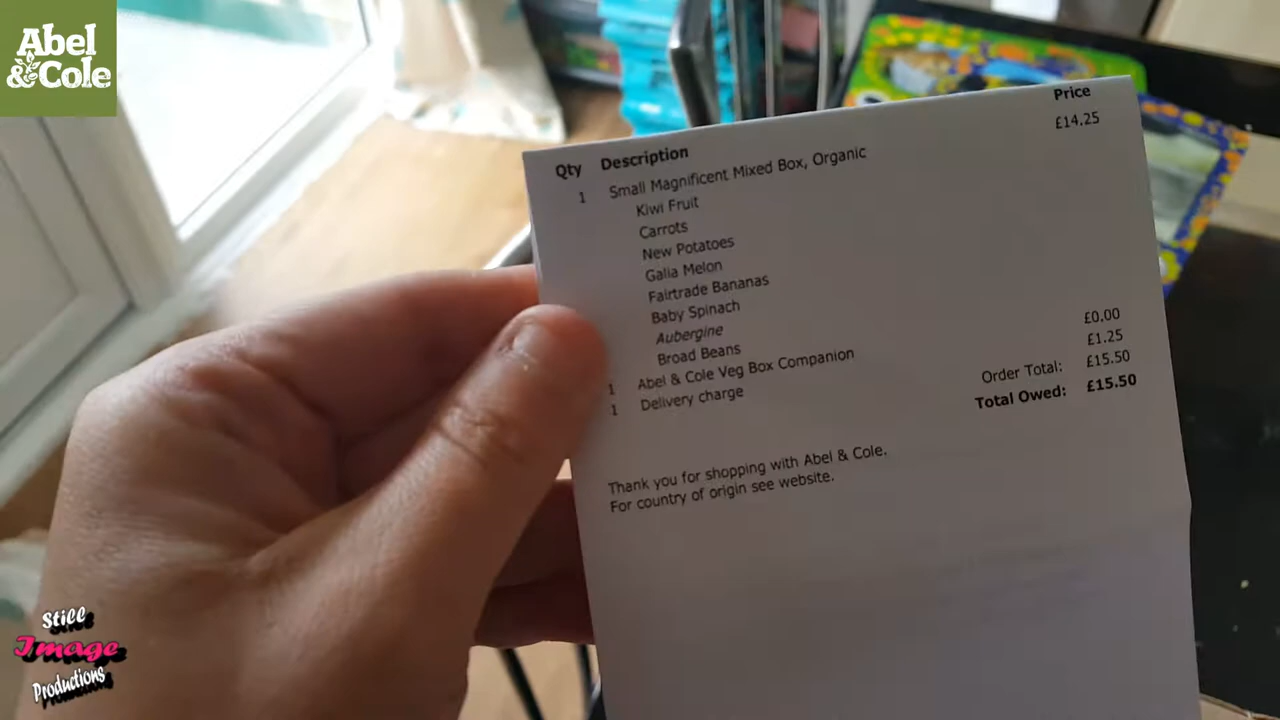 Abel
&Cole
Qty Description Price
1 Small Magnificent Mixed Box, Organic £14.25
Kiwi Fruit
Carrots
New Potatoes
Galia Melon
Fairtrade Bananas
Baby Spinach
Aubergine
Broad Beans
1 Abel & Cole Veg Box Companion £0.00
1 Delivery charge £1.25
Order Total: £15.50
Total Owed: £15.50
Thank you for shopping with Abel & Cole.
For country of origin see website.
Still
Image
Productions